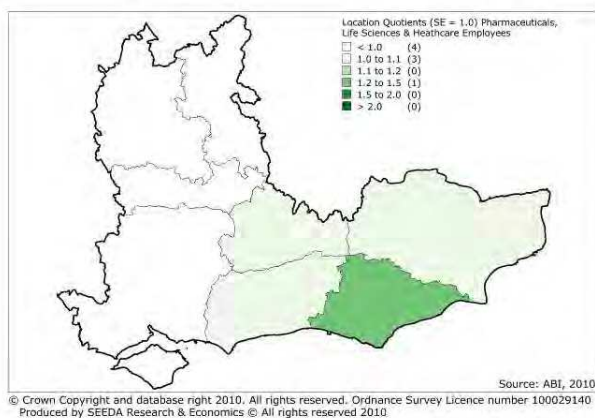 Location Quotients (SE = 1.0) Pharmaceuticals,
Life Sciences & Heathcare Employees
< 1.0 (4)
1.0 to 1.1 (3)
1.1 to 1.2 (0)
1.2 to 1.5 (1)
1.5 to 2.0 (0)
> 2.0 (0)
Source: ABI, 2010
© Crown Copyright and database right 2010. All rights reserved. Ordnance Survey Licence number 100029140
Produced by SEEDA Research & Economics © All rights reserved 2010